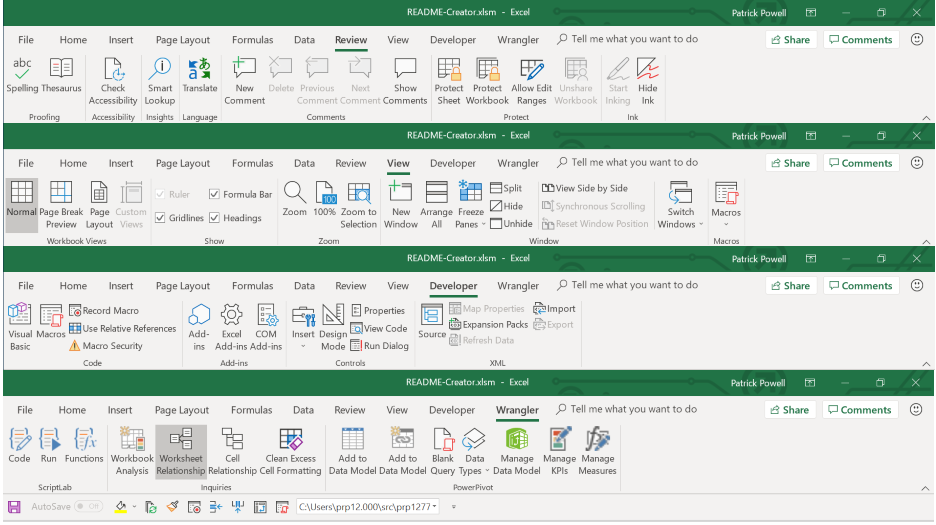 README-Creator.xlsm - Excel Patrick Powell
File Home Insert Page Layout Formulas Data Review View Developer Wrangler Tell me what you want to do Share Comments
abc
Spelling Thesaurus Check Accessibility Smart Lookup Translate New Comment Delete Previous Comment Next Comment Show Comments Protect Sheet Protect Workbook Allow Edit Ranges Unshare Workbook Start Inking Hide Ink
Proofing Accessibility Insights Language Comments Protect Ink
README-Creator.xlsm - Excel Patrick Powell
File Home Insert Page Layout Formulas Data Review View Developer Wrangler Tell me what you want to do Share Comments
Ruler Formula Bar
Gridlines Headings
100
Normal Page Break Preview Page Layout Custom Views Zoom 100% Zoom to Selection New Window Arrange All Freeze Panes Split View Side by Side
Hide Synchronous Scrolling
Unhide Reset Window Position Switch Windows Macros
Workbook Views Show Zoom Window Macros
README-Creator.xlsm - Excel Patrick Powell
File Home Insert Page Layout Formulas Data Review View Developer Wrangler Tell me what you want to do Share Comments
Record Macro Properties Map Properties Import
Use Relative References View Code Expansion Packs Export
Macro Security Run Dialog Refresh Data
Visual Basic Macros Add-ins Excel Add-ins COM Add-ins Insert Design Mode Source
Code Add-ins Controls XML
README-Creator.xlsm - Excel Patrick Powell
File Home Insert Page Layout Formulas Data Review View Developer Wrangler Tell me what you want to do Share Comments
Code Run Functions Workbook Analysis Worksheet Relationship Cell Relationship Clean Excess Cell Formatting Add to Data Model Add to Data Model Blank Query Data Types Manage Data Model Manage KPIs Manage Measures
ScriptLab Inquiries PowerPivot
AutoSave Off C:\Users\prp12.000\src\prp1277